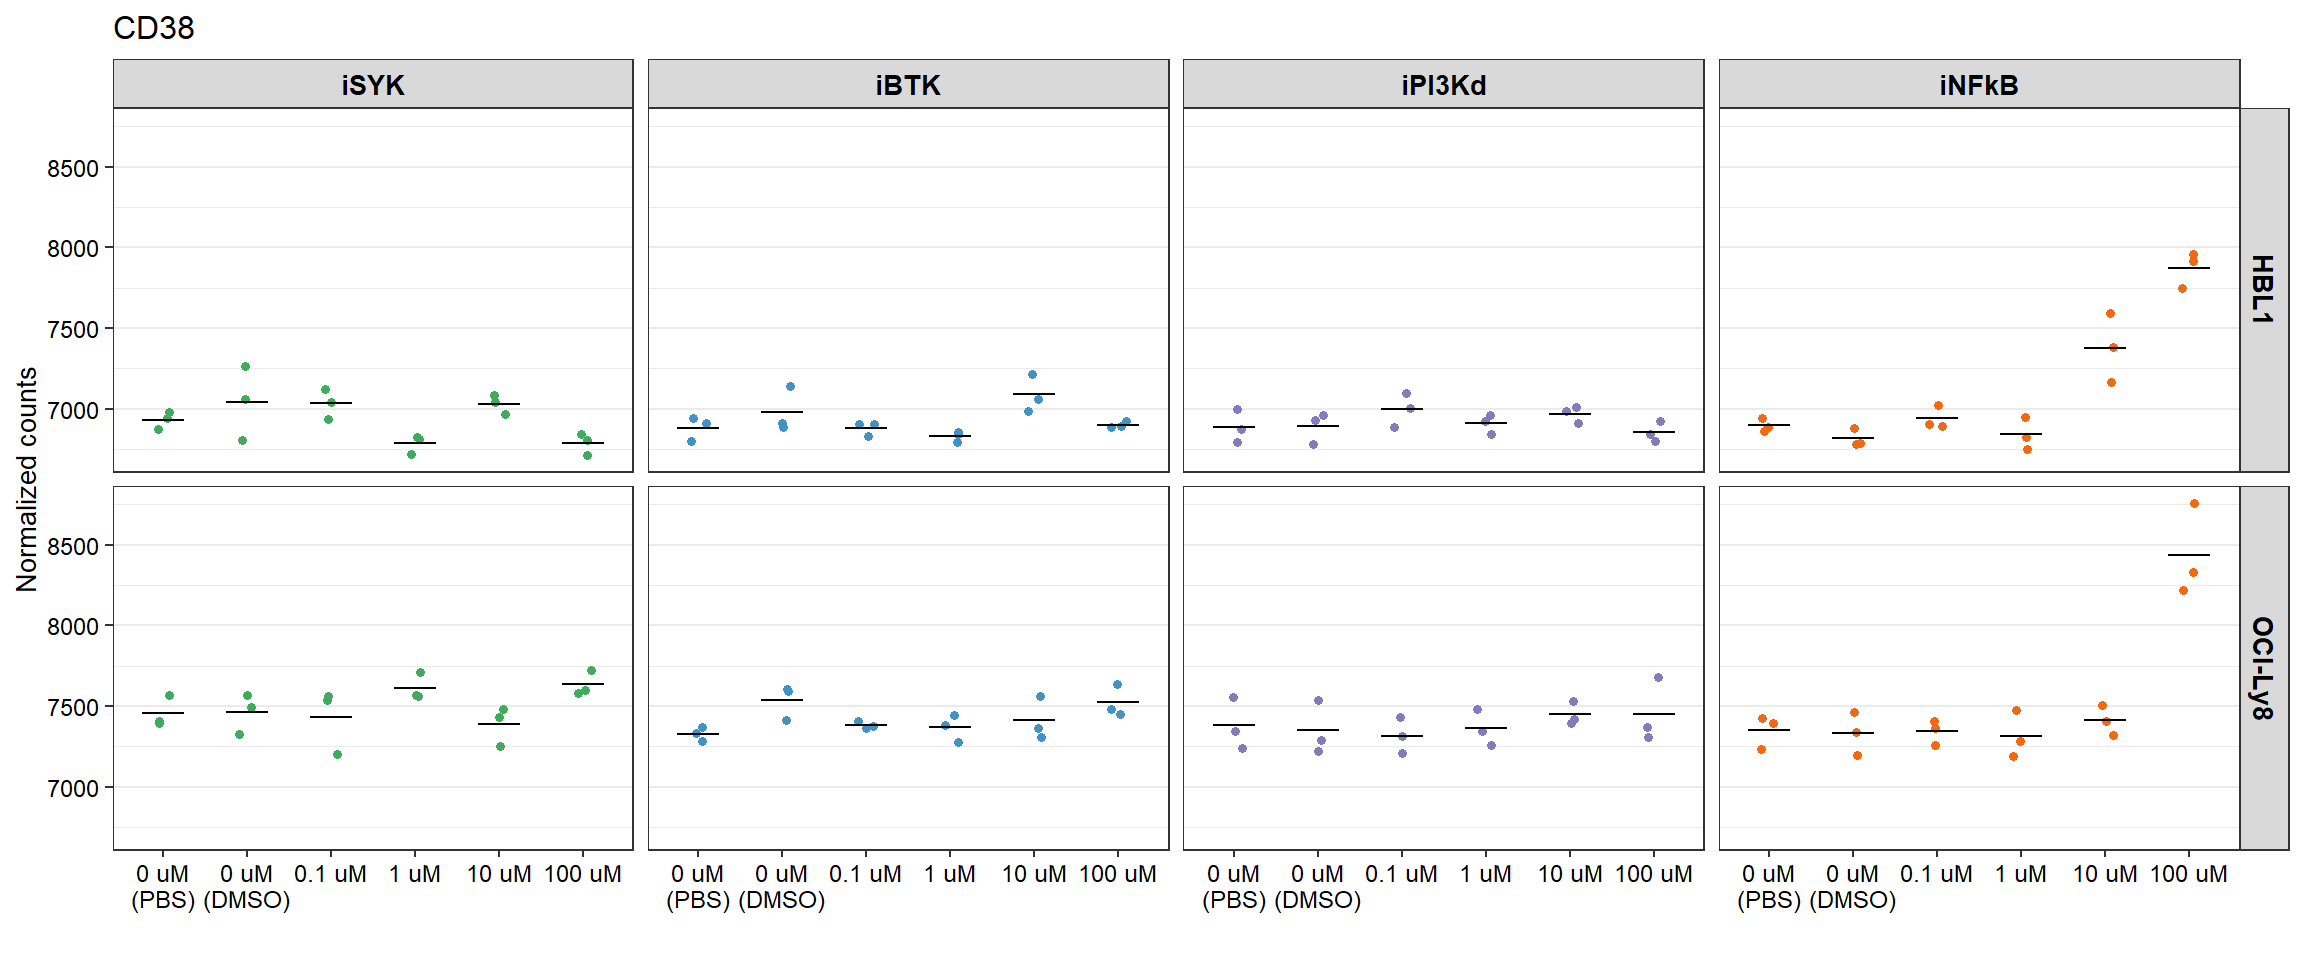 CD38
iSYK
iBTK
iPI3Kd
iNFkB
Normalized counts
8500
8000
7500
7000
HBL1
8500
8000
7500
7000
OCI-Ly8
0 uM 0 uM 0.1 uM 1 uM 10 uM 100 uM
(PBS) (DMSO)
0 uM 0 uM 0.1 uM 1 uM 10 uM 100 uM
(PBS) (DMSO)
0 uM 0 uM 0.1 uM 1 uM 10 uM 100 uM
(PBS) (DMSO)
0 uM 0 uM 0.1 uM 1 uM 10 uM 100 uM
(PBS) (DMSO)